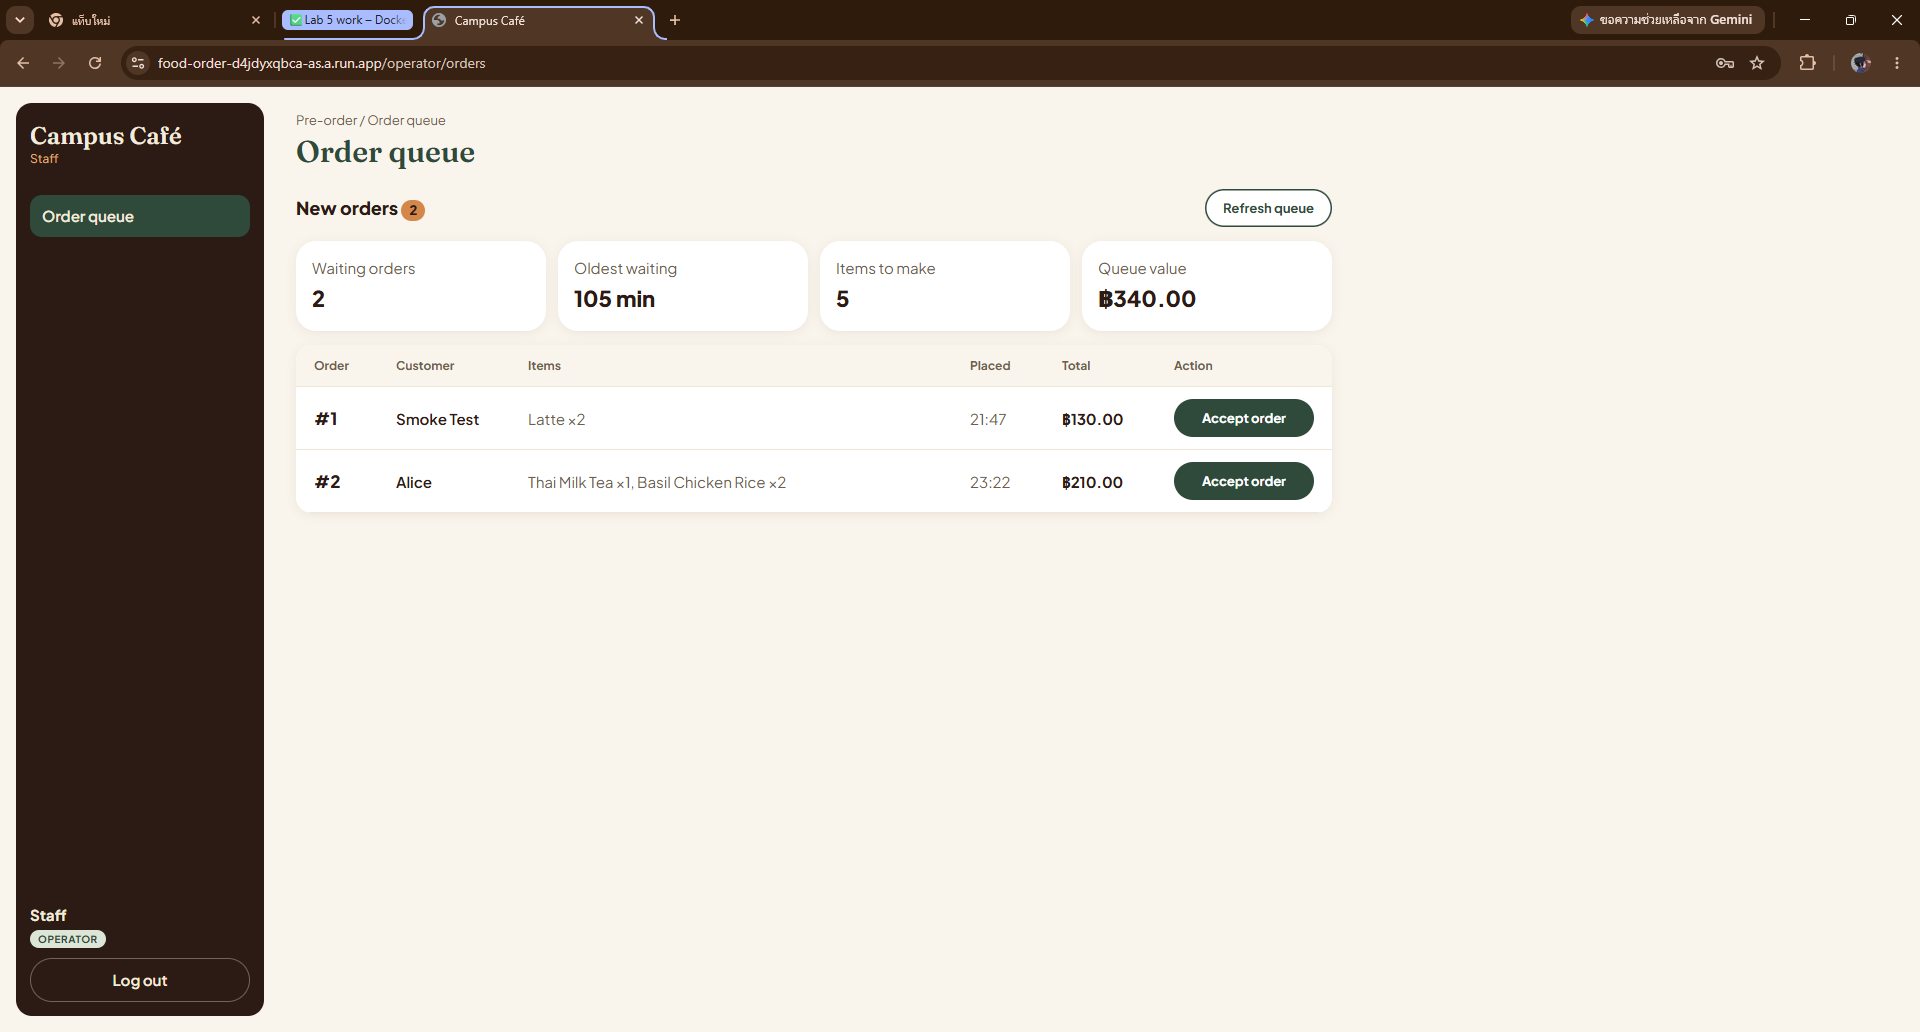 แท็บใหม่
✅ Lab 5 work – Docke
Campus Café
ขอความช่วยเหลือจาก Gemini
food-order-d4jdyxqbca-as.a.run.app/operator/orders
Campus Café
Staff
Order queue
Staff
OPERATOR
Log out
Pre-order / Order queue
Order queue
New orders 2
Refresh queue
Waiting orders
2
Oldest waiting
105 min
Items to make
5
Queue value
฿340.00
Order Customer Items Placed Total Action
#1 Smoke Test Latte ×2 21:47 ฿130.00 Accept order
#2 Alice Thai Milk Tea ×1, Basil Chicken Rice ×2 23:22 ฿210.00 Accept order